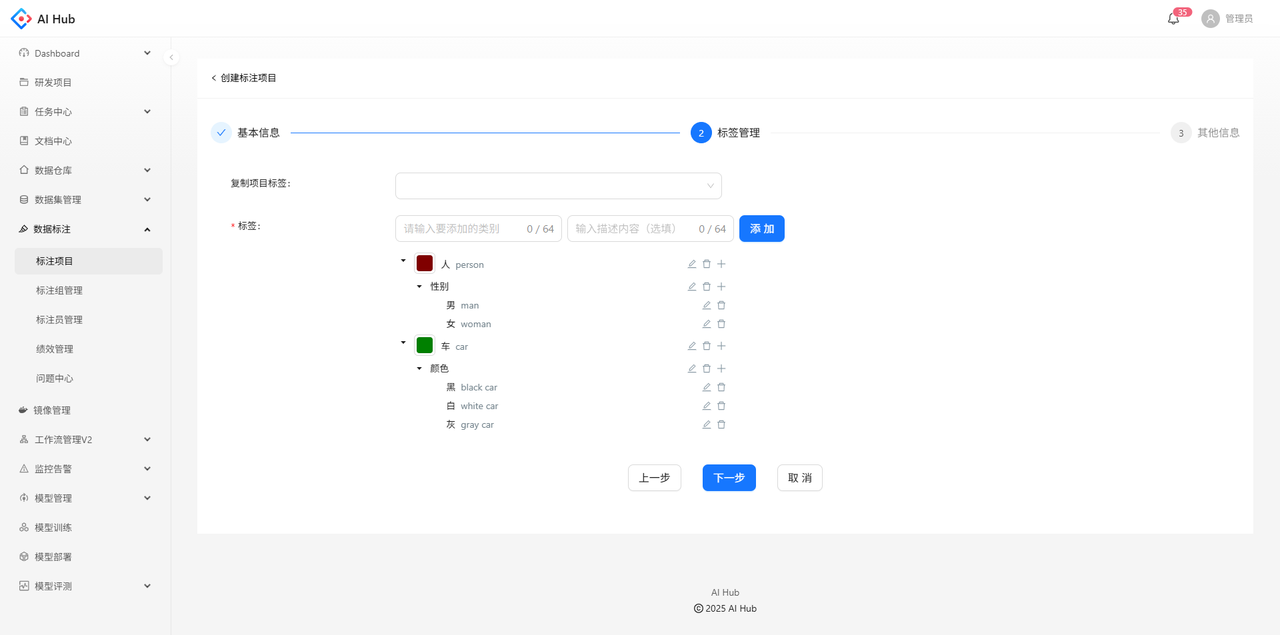 AI Hub
35
管理员
Dashboard
研发项目
任务中心
文档中心
数据仓库
数据集管理
数据标注
标注项目
标注组管理
标注员管理
绩效管理
问题中心
镜像管理
工作流管理V2
监控告警
模型管理
模型训练
模型部署
模型评测
创建标注项目
基本信息
2 标签管理
3 其他信息
复制项目标签:
* 标签:
请输入要添加的类别 0 / 64
输入描述内容（选填） 0 / 64
添 加
人 person
性别
男 man
女 woman
车 car
颜色
黑 black car
白 white car
灰 gray car
上一步
下一步
取 消
AI Hub
© 2025 AI Hub